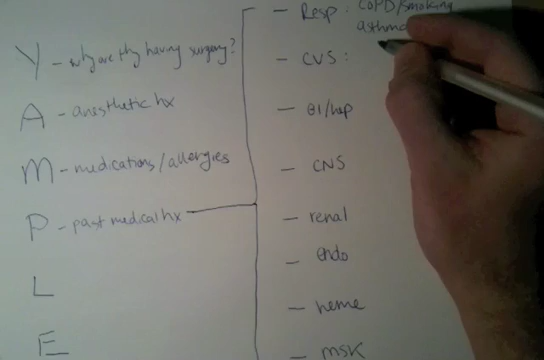 Y - why are they having surgery?
A - anesthetic hx
M - medications/allergies
P - past medical hx
L
E
- Resp: COPD/smoking
asthma
- CVS:
- GI/hep
- CNS
- renal
- endo
- heme
- MSK